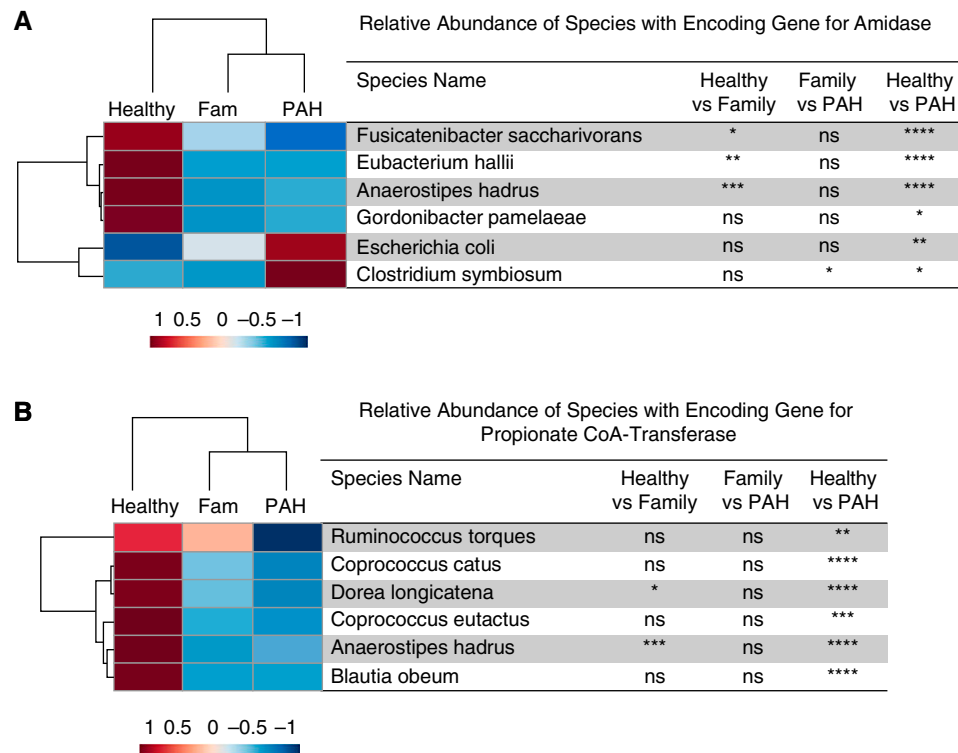 A
Relative Abundance of Species with Encoding Gene for Amidase
Healthy Fam PAH
Species Name Healthy vs Family Family vs PAH Healthy vs PAH
Fusicatenibacter saccharivorans * ns ****
Eubacterium hallii ** ns ****
Anaerostipes hadrus *** ns ****
Gordonibacter pamelaeae ns ns *
Escherichia coli ns ns **
Clostridium symbiosum ns * *
1 0.5 0 –0.5 –1
B
Relative Abundance of Species with Encoding Gene for
Propionate CoA-Transferase
Healthy Fam PAH
Species Name Healthy vs Family Family vs PAH Healthy vs PAH
Ruminococcus torques ns ns **
Coprococcus catus ns ns ****
Dorea longicatena * ns ****
Coprococcus eutactus ns ns ***
Anaerostipes hadrus *** ns ****
Blautia obeum ns ns ****
1 0.5 0 –0.5 –1